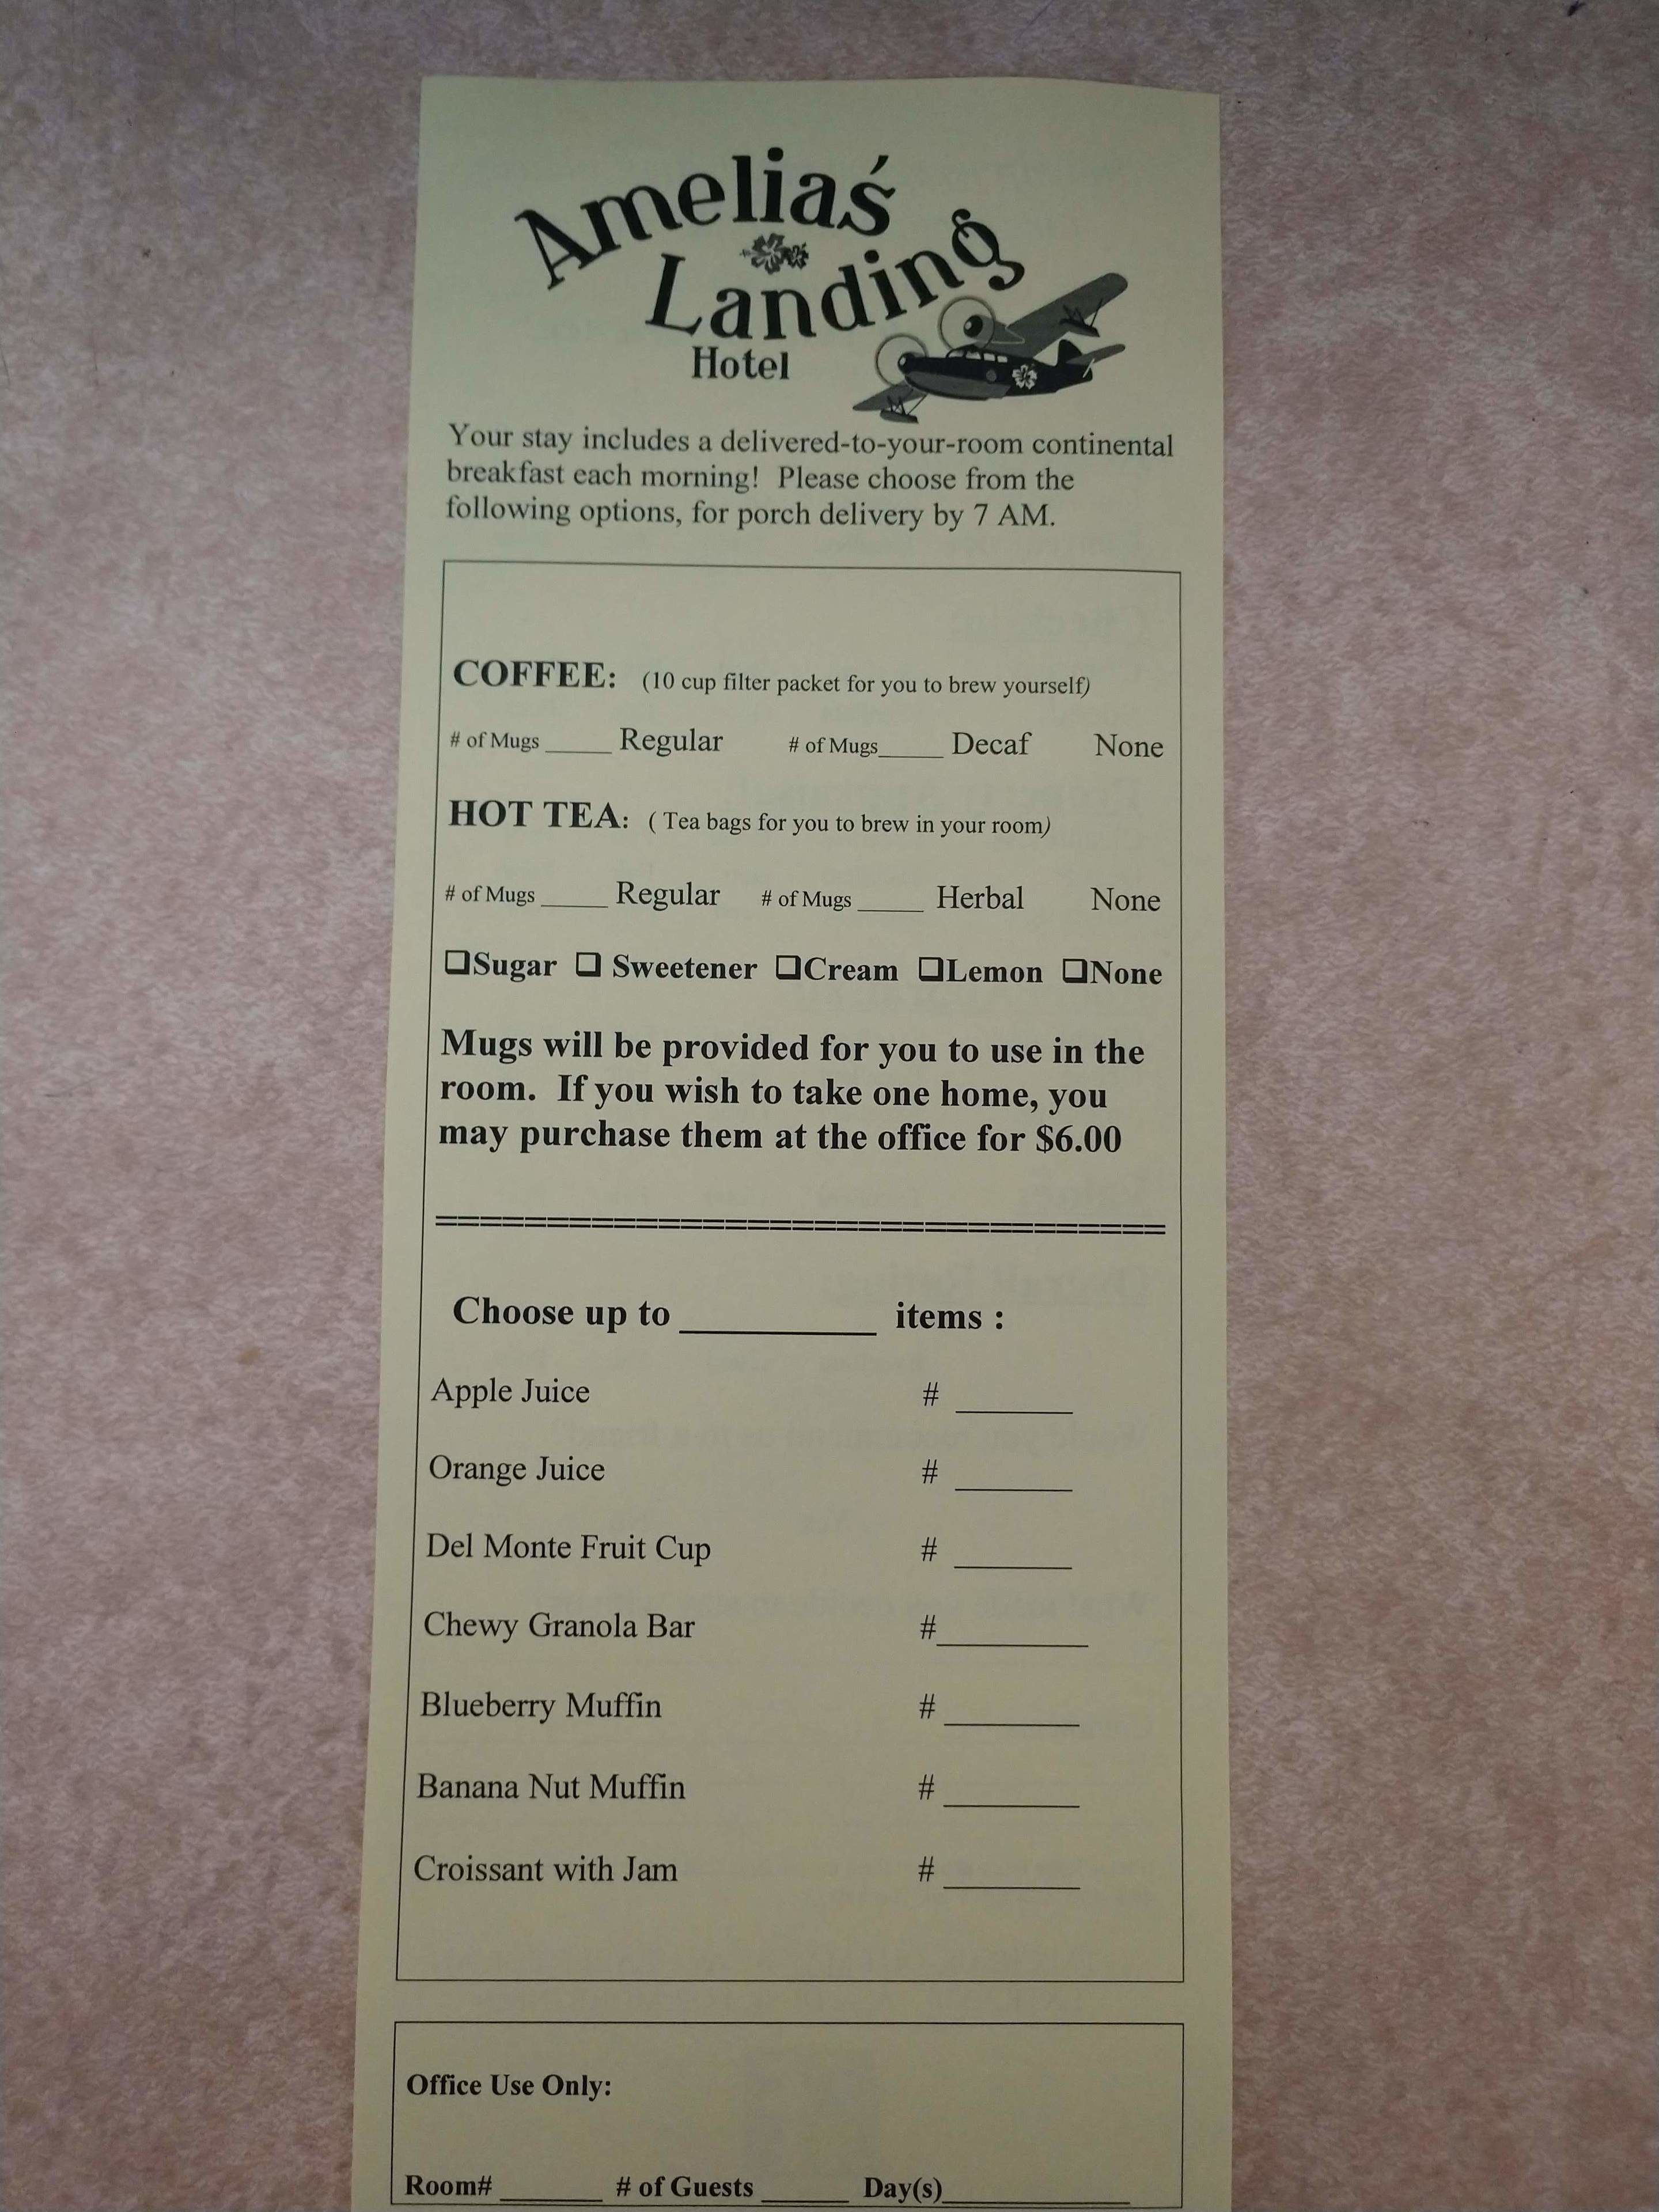 Amelia's
Landing
Hotel
Your stay includes a delivered-to-your-room continental
breakfast each morning!  Please choose from the
following options, for porch delivery by 7 AM.
COFFEE: (10 cup filter packet for you to brew yourself)
# of Mugs _____ Regular # of Mugs_____ Decaf None
HOT TEA: ( Tea bags for you to brew in your room)
# of Mugs _____ Regular # of Mugs _____ Herbal None
❑Sugar ❑ Sweetener ❑Cream ❑Lemon ❑None
Mugs will be provided for you to use in the
room.  If you wish to take one home, you
may purchase them at the office for $6.00
=================================
Choose up to __________ items :
Apple Juice # _______
Orange Juice # _______
Del Monte Fruit Cup # _______
Chewy Granola Bar #_________
Blueberry Muffin # ________
Banana Nut Muffin # ________
Croissant with Jam # ________
Office Use Only:
Room# _______ # of Guests ______ Day(s)_____________